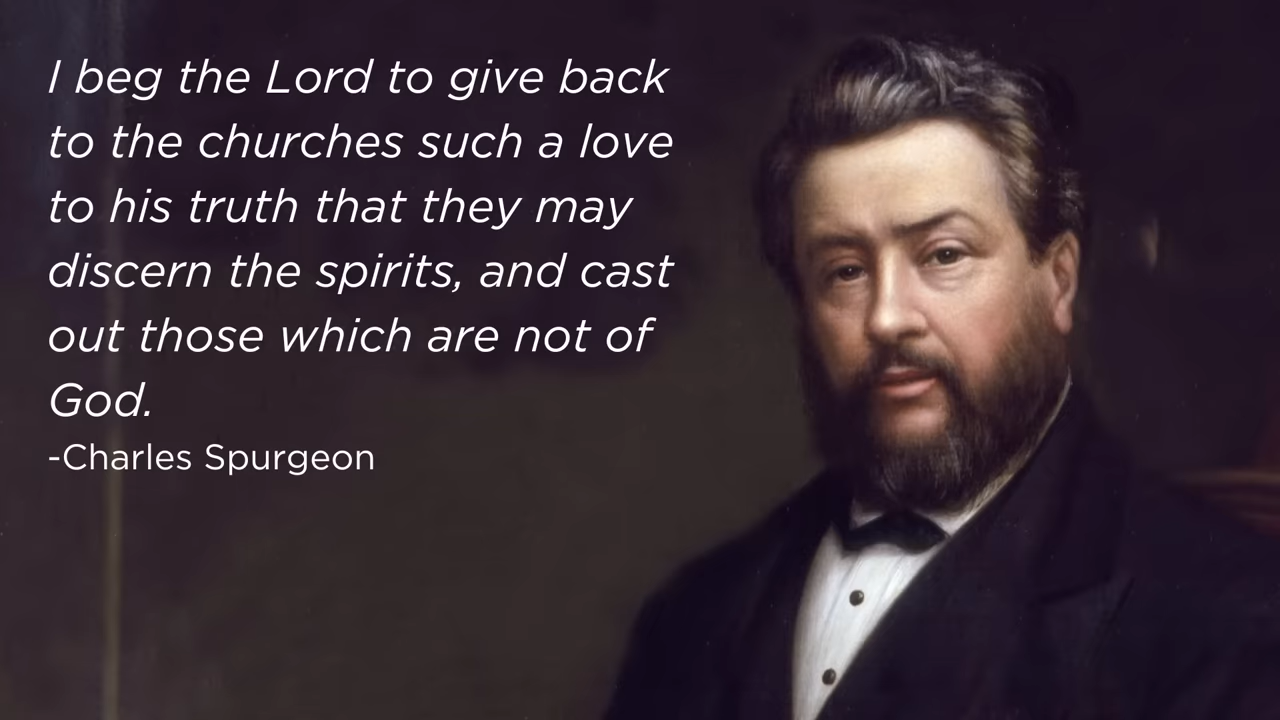 I beg the Lord to give back
to the churches such a love
to his truth that they may
discern the spirits, and cast
out those which are not of
God.
-Charles Spurgeon